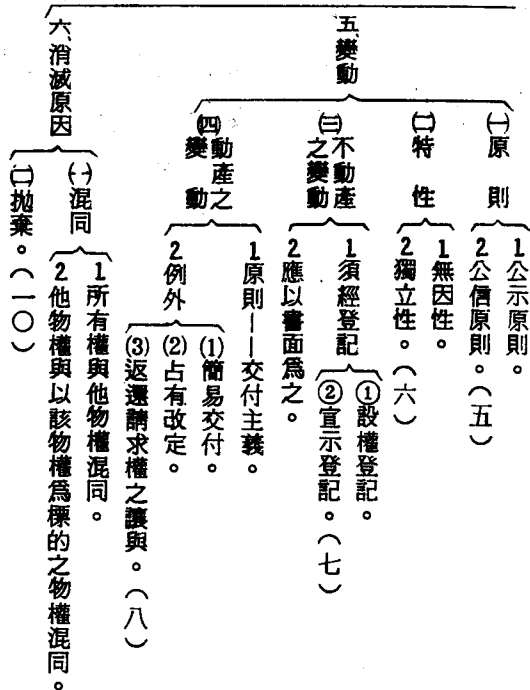 五、變動
㈠原則
1.公示原則。
2.公信原則。（五）
㈡特性
1.無因性。
2.獨立性。（六）
㈢不動產之變動
1.須經登記
①設權登記。
②宣示登記。（七）
2.應以書面爲之。
㈣動產之變動
1.原則——交付主義。
2.例外
(1)簡易交付。
(2)占有改定。
(3)返還請求權之讓與。（八）
六、消滅原因
㈠混同
1.所有權與他物權混同。
2.他物權與以該物權爲標的之物權混同。
㈡拋棄。（一〇）